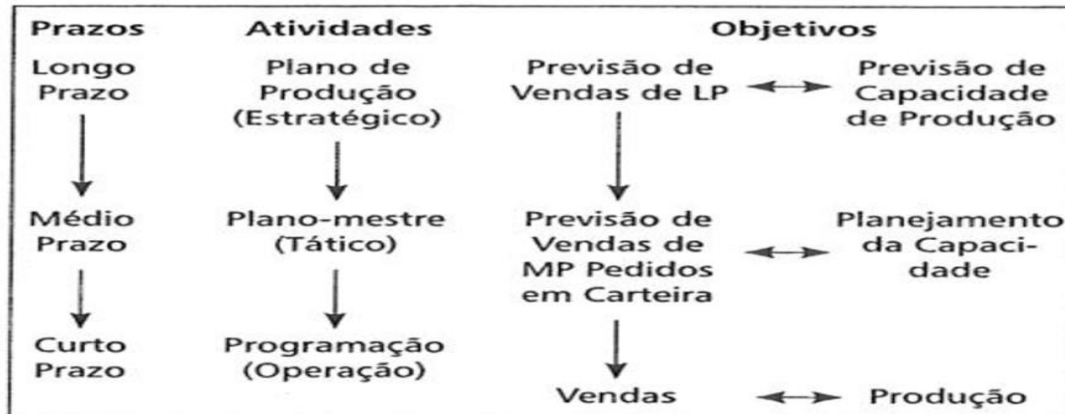 Prazos Atividades Objetivos
Longo
Prazo
Plano de
Produção
(Estratégico)
Previsão de
Vendas de LP
Previsão de
Capacidade
de Produção
Médio
Prazo
Plano-mestre
(Tático)
Previsão de
Vendas de
MP Pedidos
em Carteira
Planejamento
da Capaci-
dade
Curto
Prazo
Programação
(Operação)
Vendas
Produção